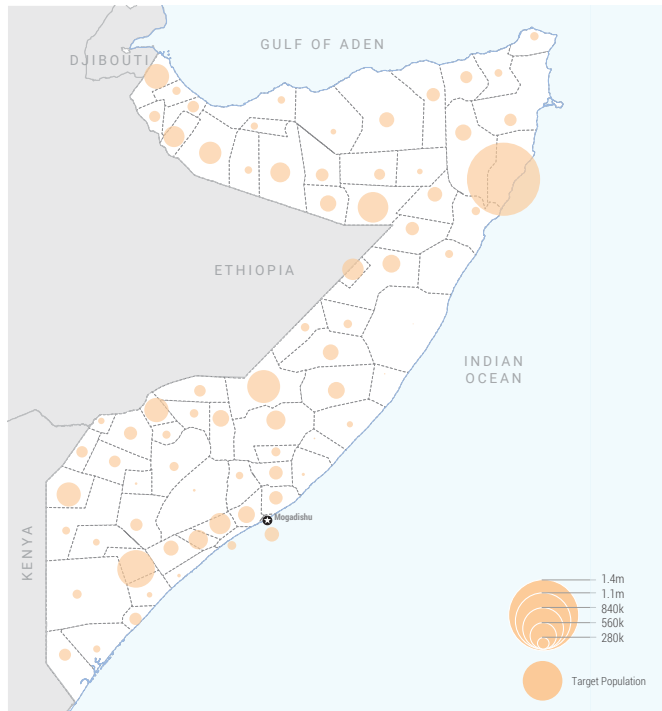 GULF OF ADEN
DJIBOUTI
ETHIOPIA
INDIAN
OCEAN
Mogadishu
KENYA
1.4m
1.1m
840k
560k
280k
Target Population